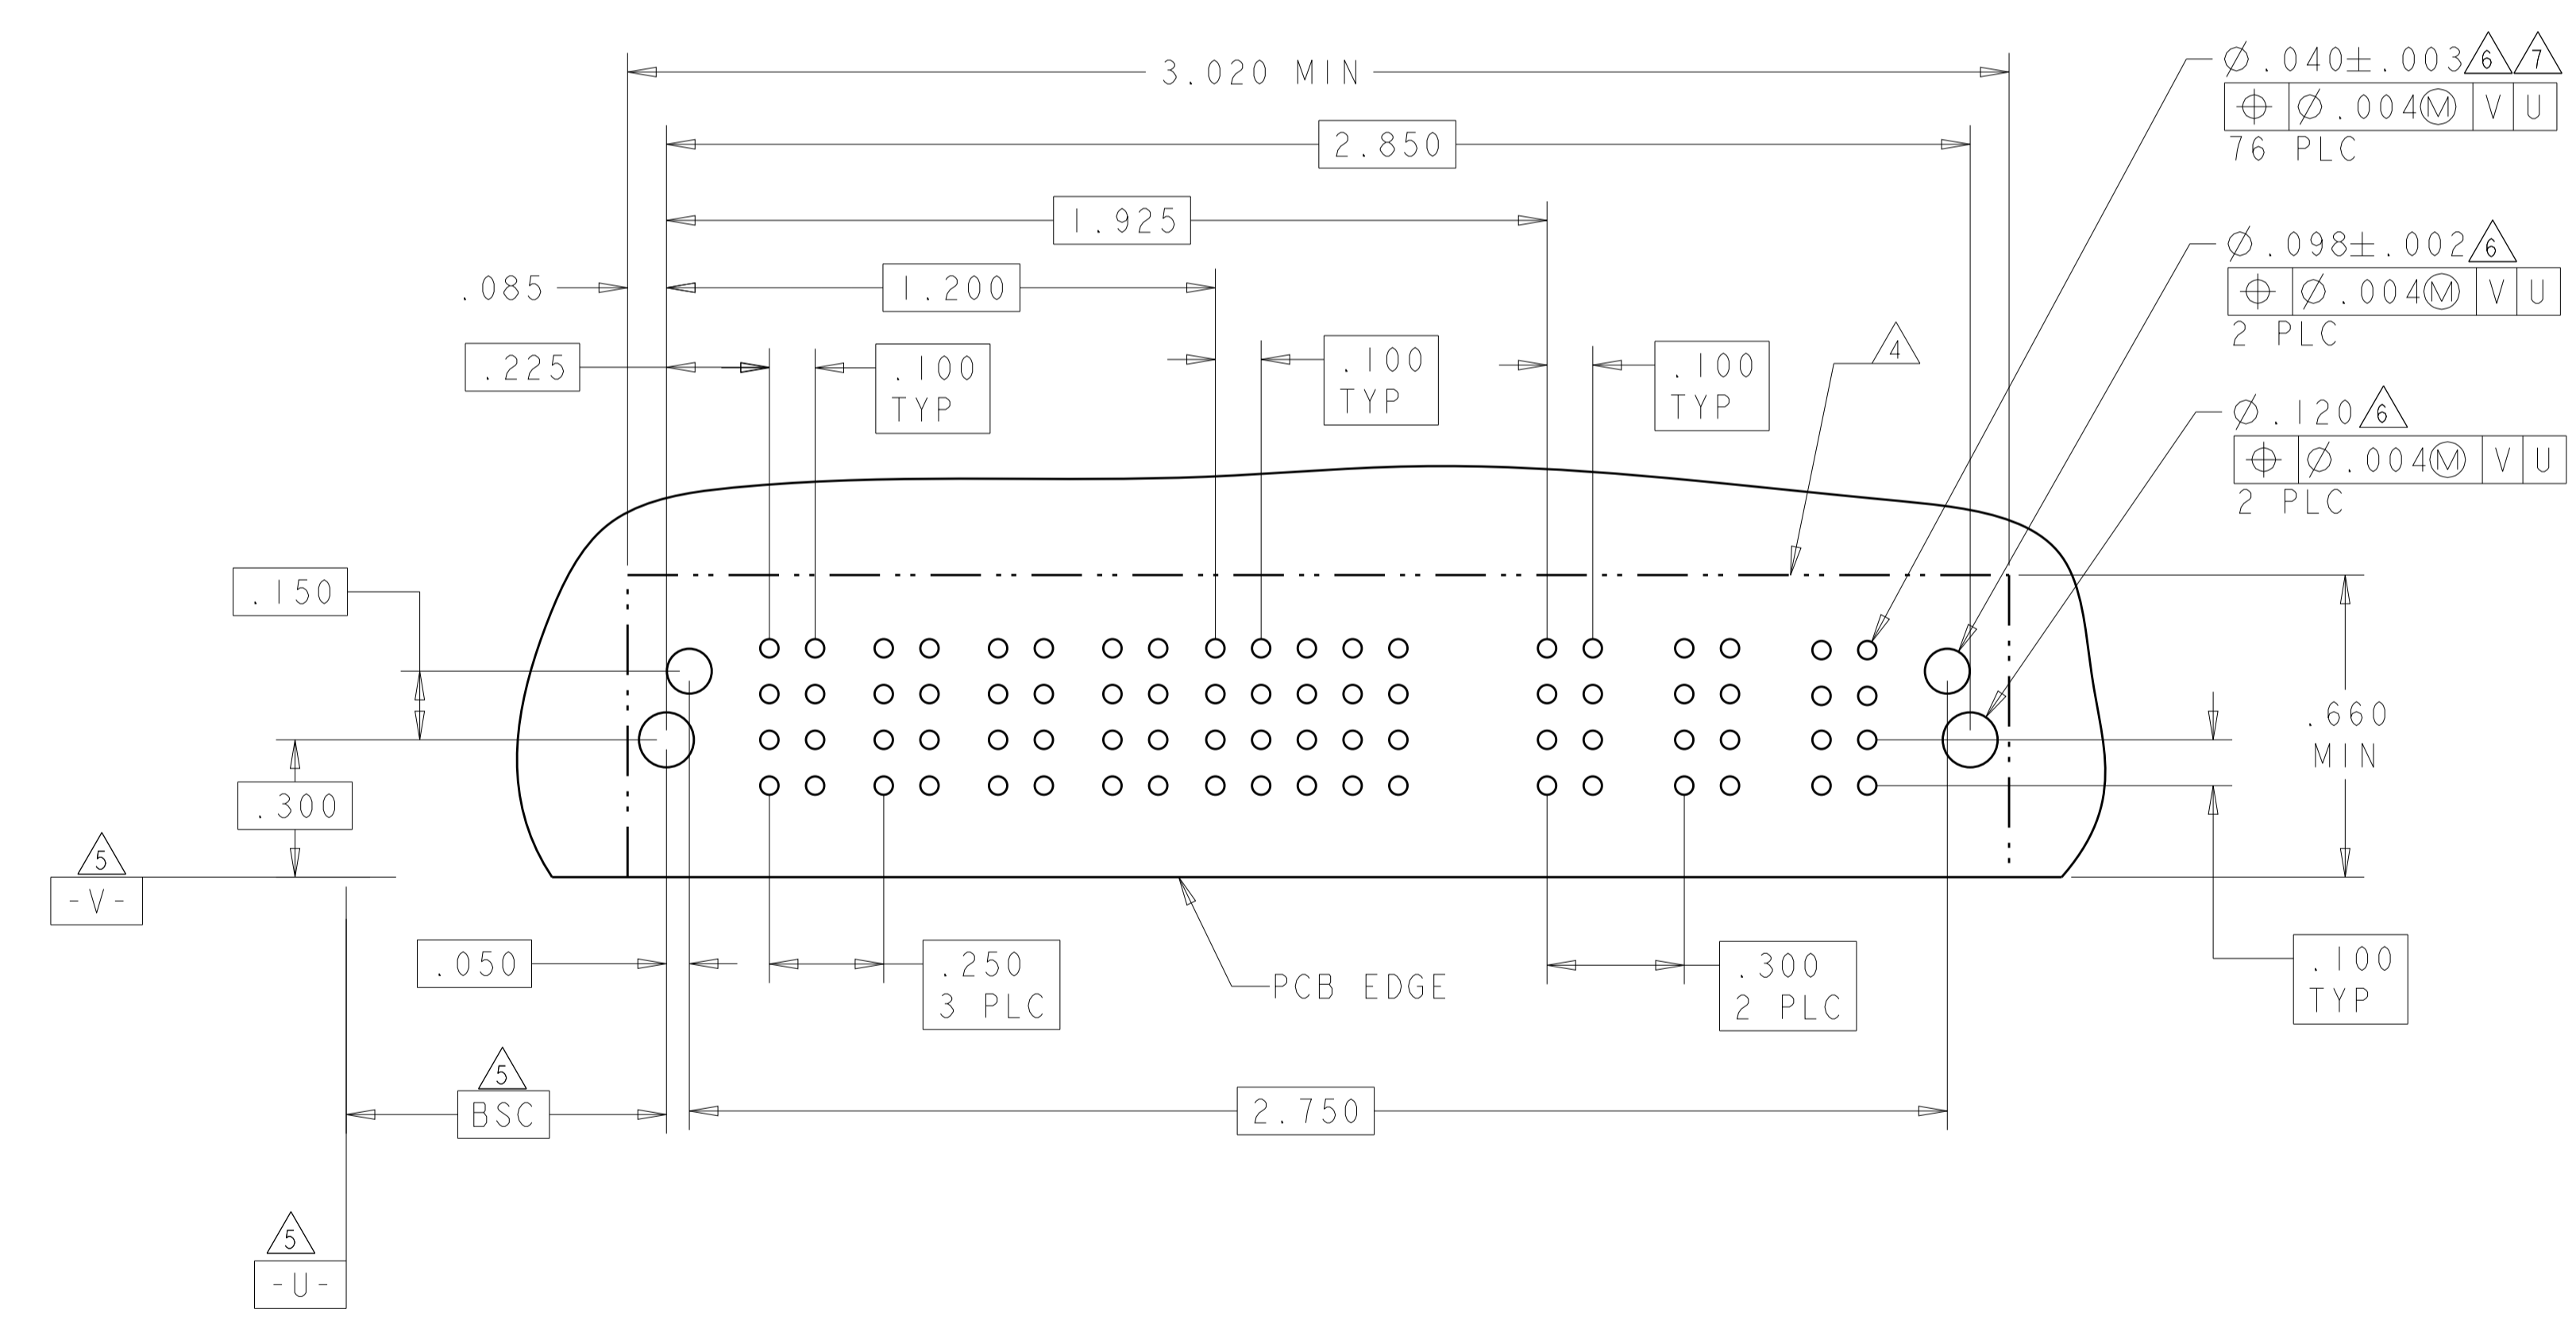 3.020 MIN
⌀.040±.003 6 7
⌖ ⌀.004Ⓜ V U
76 PLC
2.850
1.925
⌀.098±.002 6
⌖ ⌀.004Ⓜ V U
2 PLC
.085
1.200
.225
.100
TYP
.100
TYP
.100
TYP
4
⌀.120 6
⌖ ⌀.004Ⓜ V U
2 PLC
.150
.660
MIN
.300
5
-V-
.050
.250
3 PLC
PCB EDGE
.300
2 PLC
.100
TYP
5
BSC
2.750
5
-U-